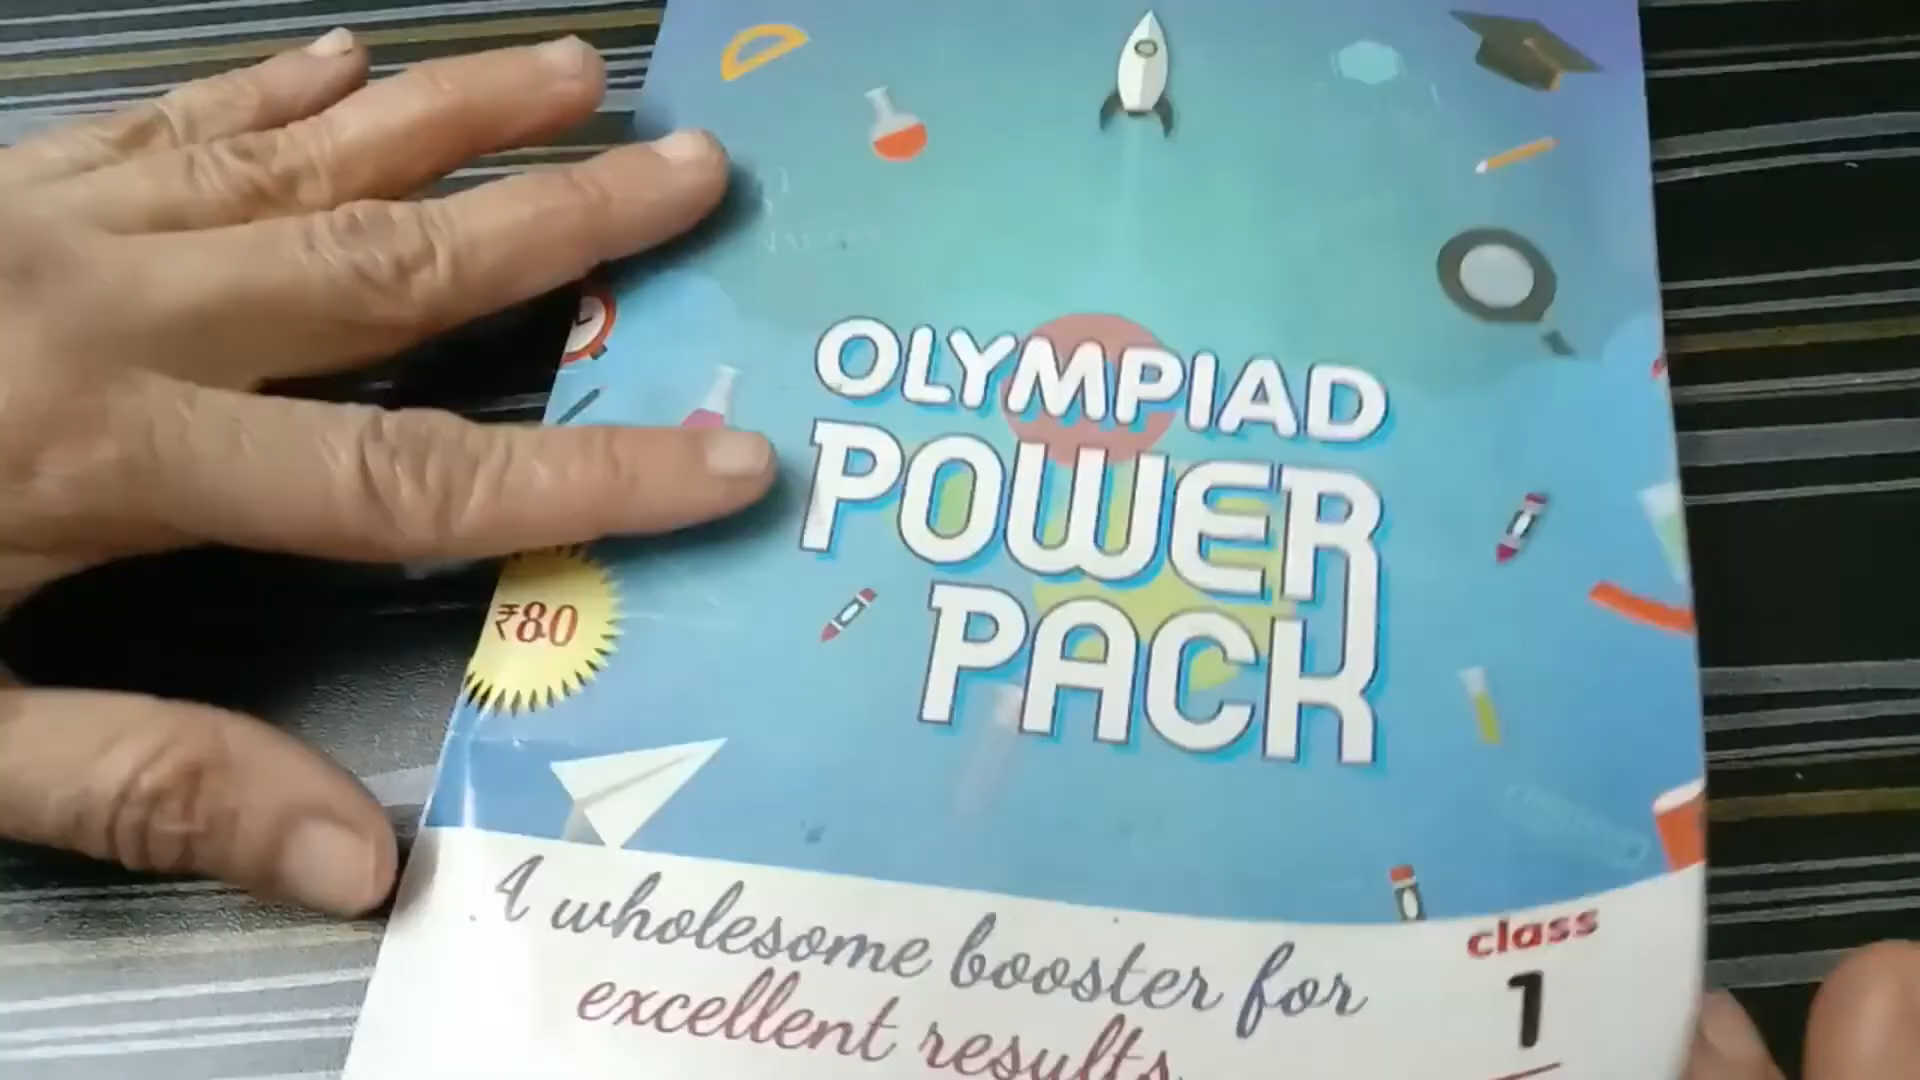 OLYMPIAD
POWER
PACK
₹80
A wholesome booster for
excellent results
class
1